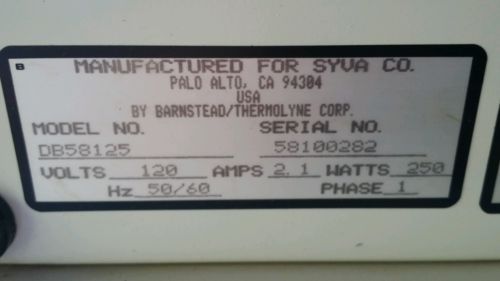 B
MANUFACTURED FOR SYVA CO.
PALO ALTO, CA 94304
USA
BY BARNSTEAD/THERMOLYNE CORP.
MODEL NO. SERIAL NO.
DB58125 58100282
VOLTS 120 AMPS 2.1 WATTS 250
Hz 50/60 PHASE 1